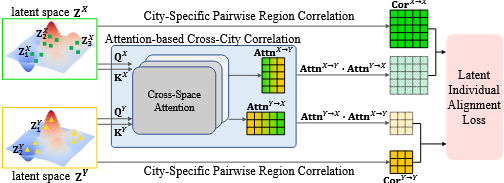 latent space Z^X
Z_1^X
Z_2^X
Z_3^X
City-Specific Pairwise Region Correlation
Cor^{X→X}
Attention-based Cross-City Correlation
Q^X
K^X
Attn^{X→Y}
Attn^{X→Y} · Attn^{Y→X}
Cross-Space
Attention
Latent
Individual
Alignment
Loss
Attn^{Y→X}
Q^Y
K^Y
Attn^{Y→X} · Attn^{X→Y}
Z_1^Y
Z_2^Y
latent space Z^Y
City-Specific Pairwise Region Correlation
Cor^{Y→Y}